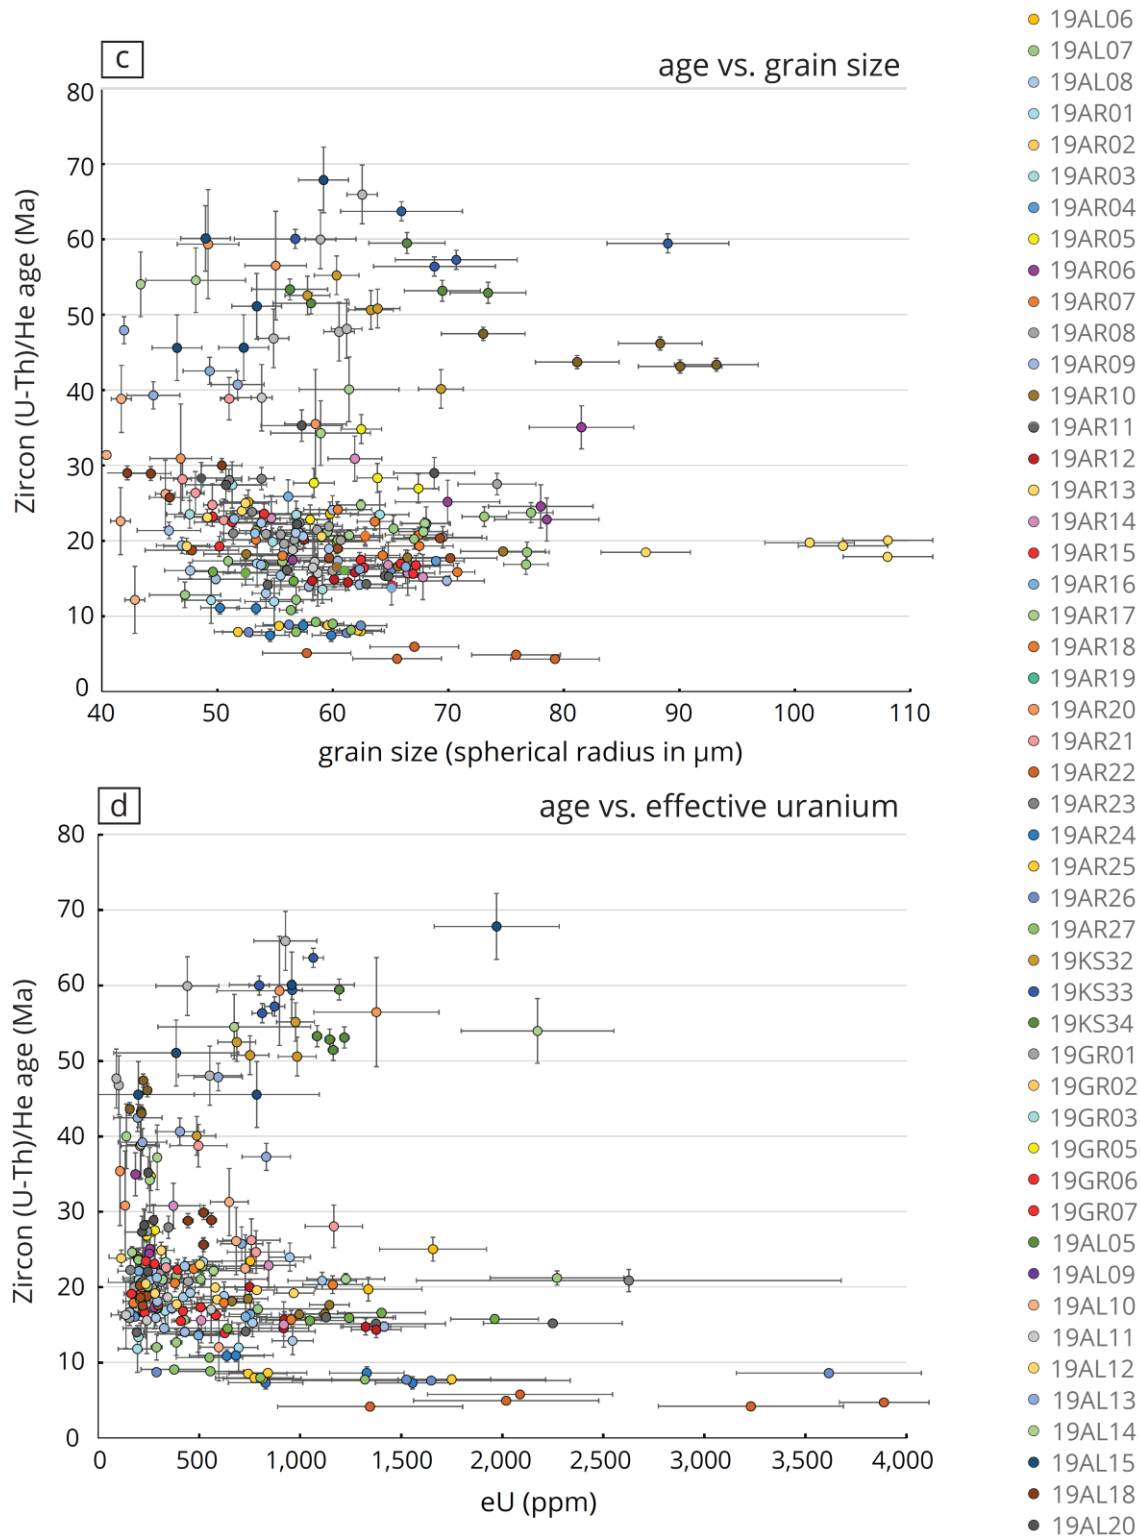 c
age vs. grain size
Zircon (U-Th)/He age (Ma)
80
70
60
50
40
30
20
10
0
40 50 60 70 80 90 100 110
grain size (spherical radius in µm)
d
age vs. effective uranium
Zircon (U-Th)/He age (Ma)
80
70
60
50
40
30
20
10
0
0 500 1,000 1,500 2,000 2,500 3,000 3,500 4,000
eU (ppm)
19AL06
19AL07
19AL08
19AR01
19AR02
19AR03
19AR04
19AR05
19AR06
19AR07
19AR08
19AR09
19AR10
19AR11
19AR12
19AR13
19AR14
19AR15
19AR16
19AR17
19AR18
19AR19
19AR20
19AR21
19AR22
19AR23
19AR24
19AR25
19AR26
19AR27
19KS32
19KS33
19KS34
19GR01
19GR02
19GR03
19GR05
19GR06
19GR07
19AL05
19AL09
19AL10
19AL11
19AL12
19AL13
19AL14
19AL15
19AL18
19AL20